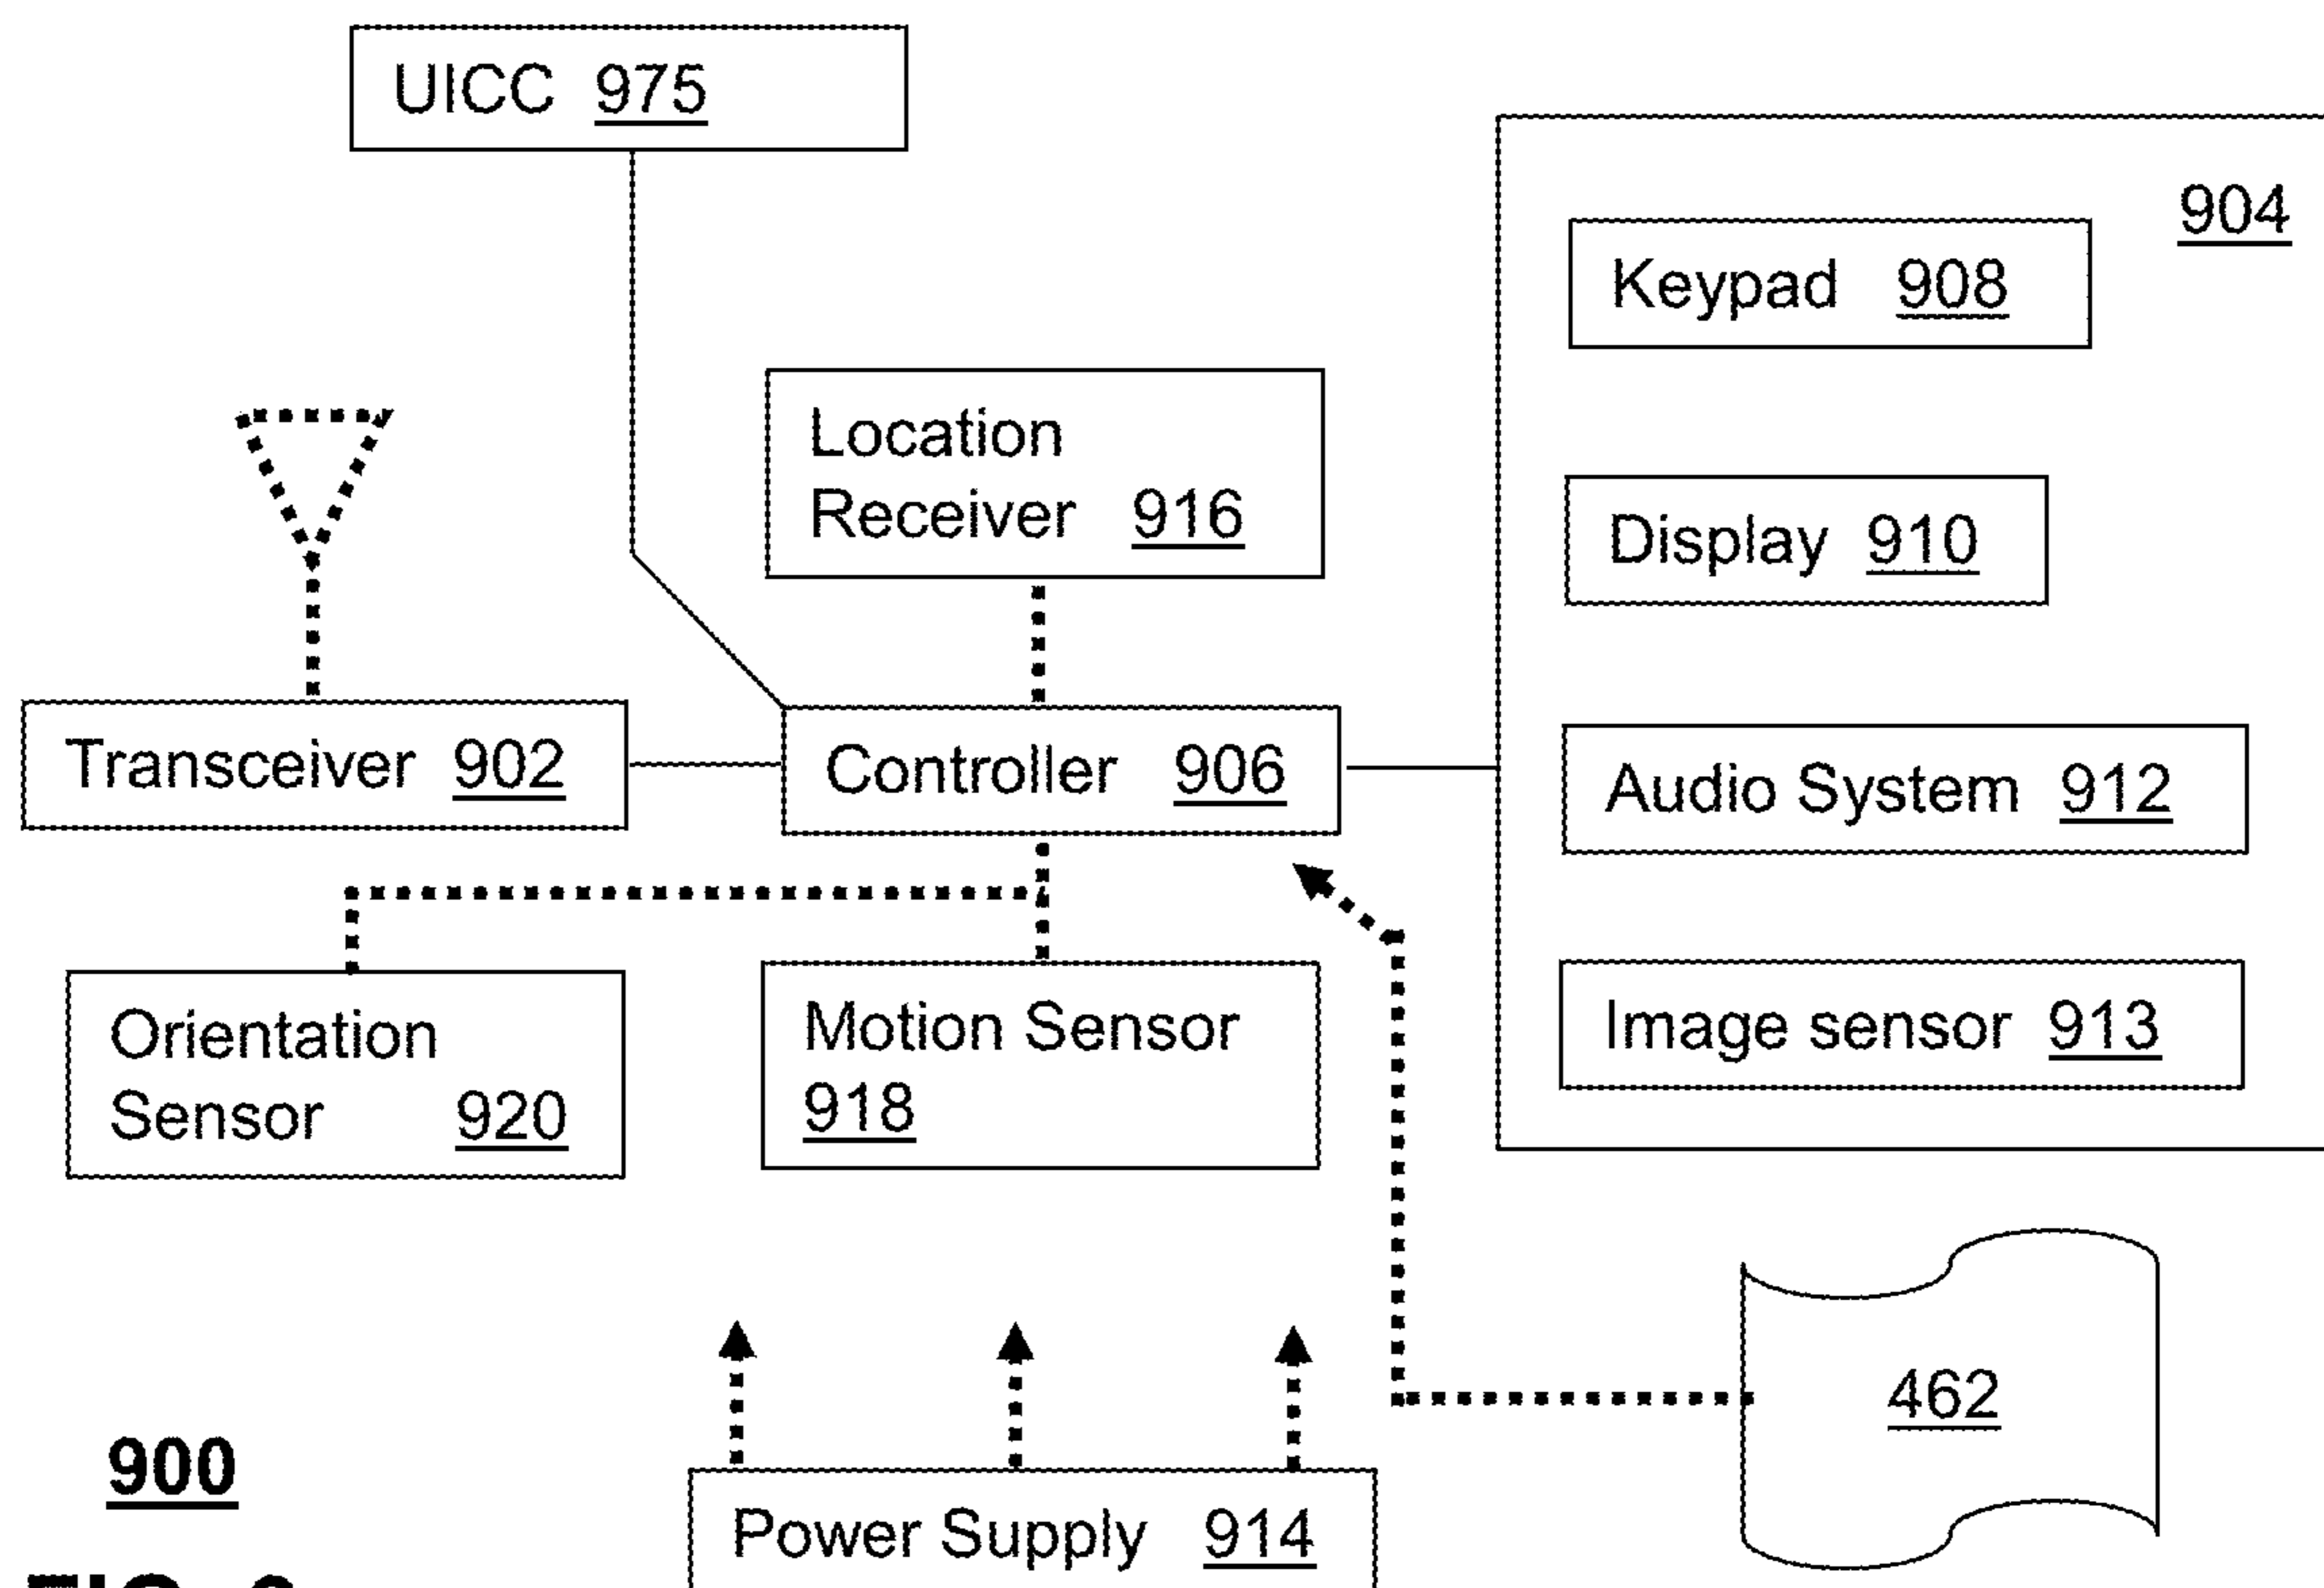 UICC 975
904
Keypad 908
Location
Receiver 916
Display 910
Transceiver 902
Controller 906
Audio System 912
Orientation
Sensor 920
Motion Sensor
918
Image sensor 913
462
900
Power Supply 914